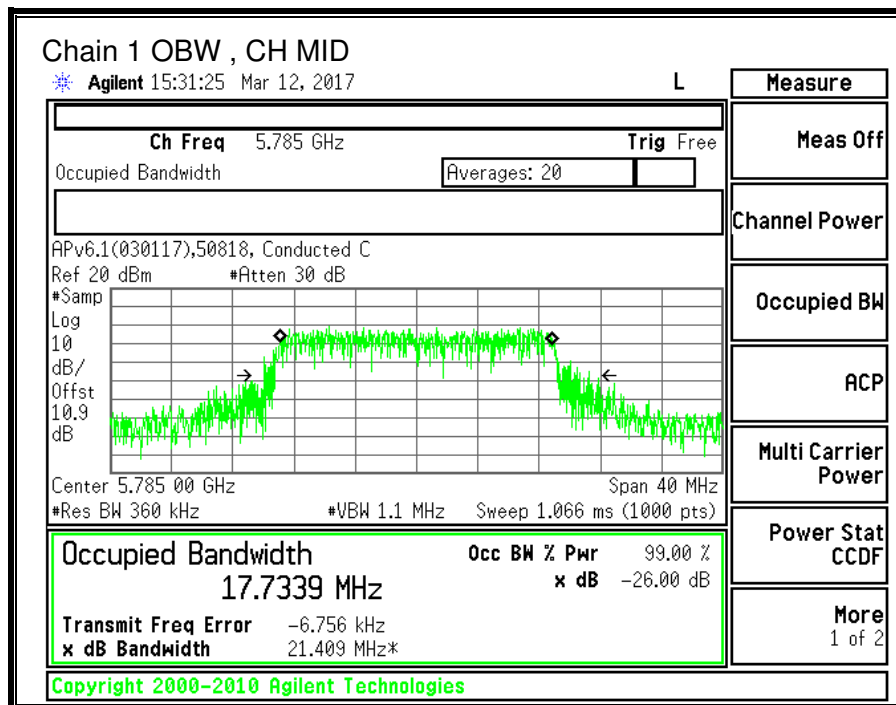 Chain 1 OBW , CH MID
Agilent 15:31:25 Mar 12, 2017 L
Measure
Ch Freq 5.785 GHz Trig Free
Meas Off
Occupied Bandwidth Averages: 20
Channel Power
APv6.1(030117),50818, Conducted C
Ref 20 dBm #Atten 30 dB
#Samp
Log
10
dB/
Offst
10.9
dB
Occupied BW
ACP
Center 5.785 00 GHz Span 40 MHz
#Res BW 360 kHz #VBW 1.1 MHz Sweep 1.066 ms (1000 pts)
Multi Carrier
Power
Occupied Bandwidth Occ BW % Pwr 99.00 %
17.7339 MHz x dB -26.00 dB
Transmit Freq Error -6.756 kHz
x dB Bandwidth 21.409 MHz*
Power Stat
CCDF
More
1 of 2
Copyright 2000-2010 Agilent Technologies